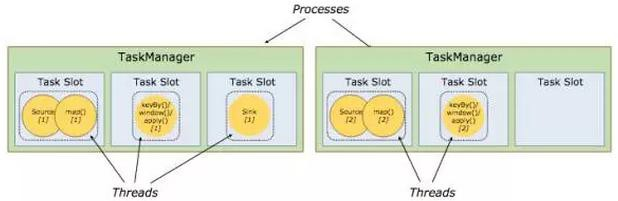 Processes
TaskManager
Task Slot
Task Slot
Task Slot
Source
[1]
map()
[1]
keyBy()/
window()/
apply()
[1]
Sink
[1]
TaskManager
Task Slot
Task Slot
Task Slot
Source
[2]
map()
[2]
keyBy()/
window()/
apply()
[2]
Threads
Threads